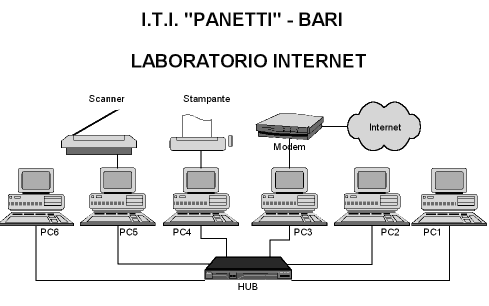 I.T.I. "PANETTI" - BARI
LABORATORIO INTERNET
Scanner
Stampante
Internet
Modem
PC6
PC5
PC4
PC3
PC2
PC1
HUB